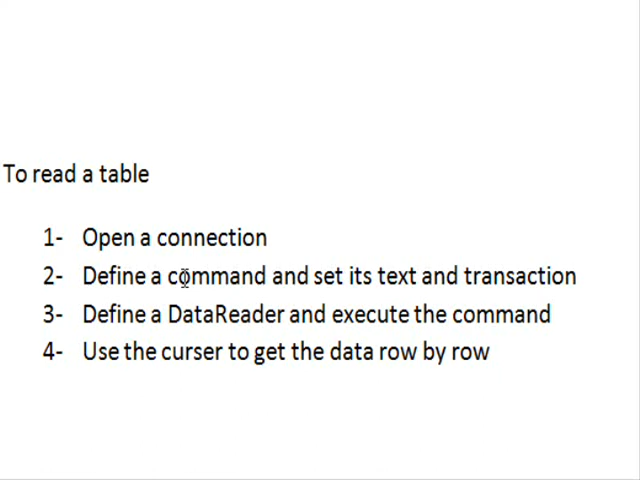 To read a table
1- Open a connection
2- Define a command and set its text and transaction
3- Define a DataReader and execute the command
4- Use the curser to get the data row by row